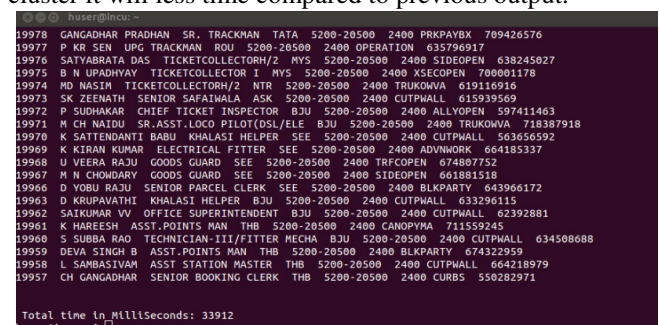 cluster it will less time compared to previous output.
huser@incu: ~
19978 GANGADHAR PRADHAN SR. TRACKMAN TATA 5200-20500 2400 PRKPAYBX 709426576
19977 P KR SEN UPG TRACKMAN ROU 5200-20500 2400 OPERATION 635796917
19976 SATYABRATA DAS TICKETCOLLECTORH/2 MYS 5200-20500 2400 SIDEOPEN 638245027
19975 B N UPADHYAY TICKETCOLLECTOR I MYS 5200-20500 2400 XSECOPEN 700001178
19974 MD NASIM TICKETCOLLECTORH/2 NTR 5200-20500 2400 TRUKOWVA 619116916
19973 SK ZEENATH SENIOR SAFAIWALA ASK 5200-20500 2400 CUTPWALL 615939569
19972 P SUDHAKAR CHIEF TICKET INSPECTOR BJU 5200-20500 2400 ALLYOPEN 597411463
19971 M CH NAIDU SR.ASST.LOCO PILOT(DSL/ELE BJU 5200-20500 2400 TRUKOWVA 718387918
19970 K SATTENDANTI BABU KHALASI HELPER SEE 5200-20500 2400 CUTPWALL 563656592
19969 K KIRAN KUMAR ELECTRICAL FITTER SEE 5200-20500 2400 ADVNWORK 664185337
19968 U VEERA RAJU GOODS GUARD SEE 5200-20500 2400 TRFCOPEN 674807752
19967 M N CHOWDARY GOODS GUARD SEE 5200-20500 2400 SIDEOPEN 661881518
19966 D YOBU RAJU SENIOR PARCEL CLERK SEE 5200-20500 2400 BLKPARTY 643966172
19963 D KRUPAVATHI KHALASI HELPER BJU 5200-20500 2400 CUTPWALL 633296115
19962 SAIKUMAR VV OFFICE SUPERINTENDENT BJU 5200-20500 2400 CUTPWALL 62392881
19961 K HAREESH ASST.POINTS MAN THB 5200-20500 2400 CANOPYMA 711559245
19960 S SUBBA RAO TECHNICIAN-III/FITTER MECHA BJU 5200-20500 2400 CUTPWALL 634508688
19959 DEVA SINGH B ASST.POINTS MAN THB 5200-20500 2400 BLKPARTY 674322959
19958 L SAMBASIVAM ASST STATION MASTER THB 5200-20500 2400 CUTPWALL 664218979
19957 CH GANGADHAR SENIOR BOOKING CLERK THB 5200-20500 2400 CURBS 550282971
Total time in MilliSeconds: 33912